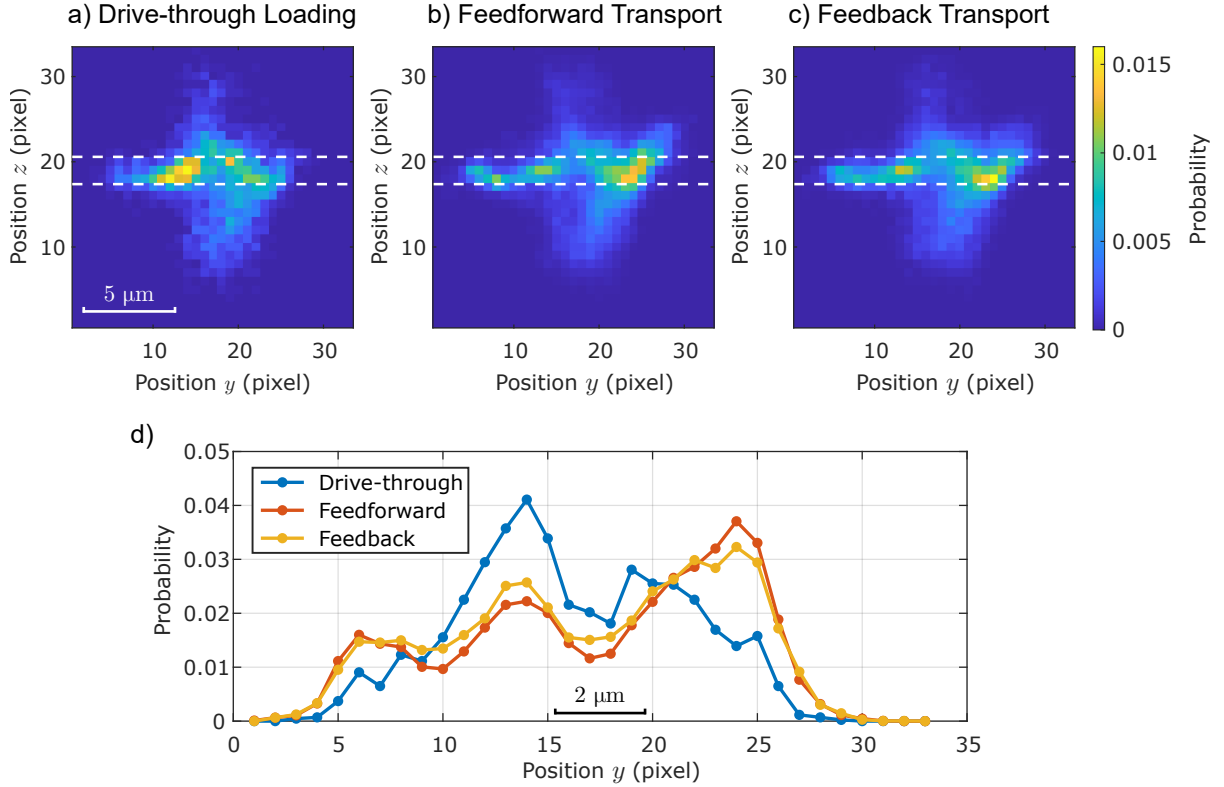 a) Drive-through Loading
b) Feedforward Transport
c) Feedback Transport
Position z (pixel)
30
20
10
5 μm
10
20
30
Position y (pixel)
Position z (pixel)
30
20
10
10
20
30
Position y (pixel)
Position z (pixel)
30
20
10
10
20
30
Position y (pixel)
0.015
0.01
0.005
0
Probability
d)
Probability
0.05
0.04
0.03
0.02
0.01
0
Drive-through
Feedforward
Feedback
2 μm
0
5
10
15
20
25
30
35
Position y (pixel)